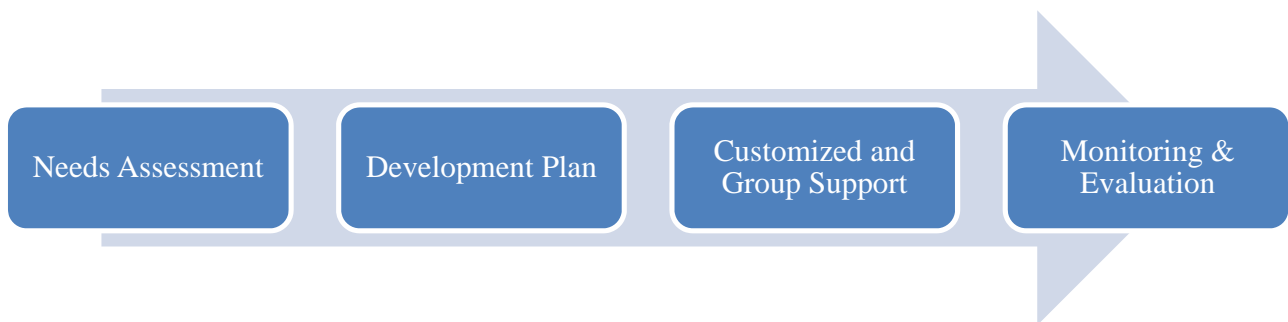 Needs Assessment
Development Plan
Customized and
Group Support
Monitoring &
Evaluation